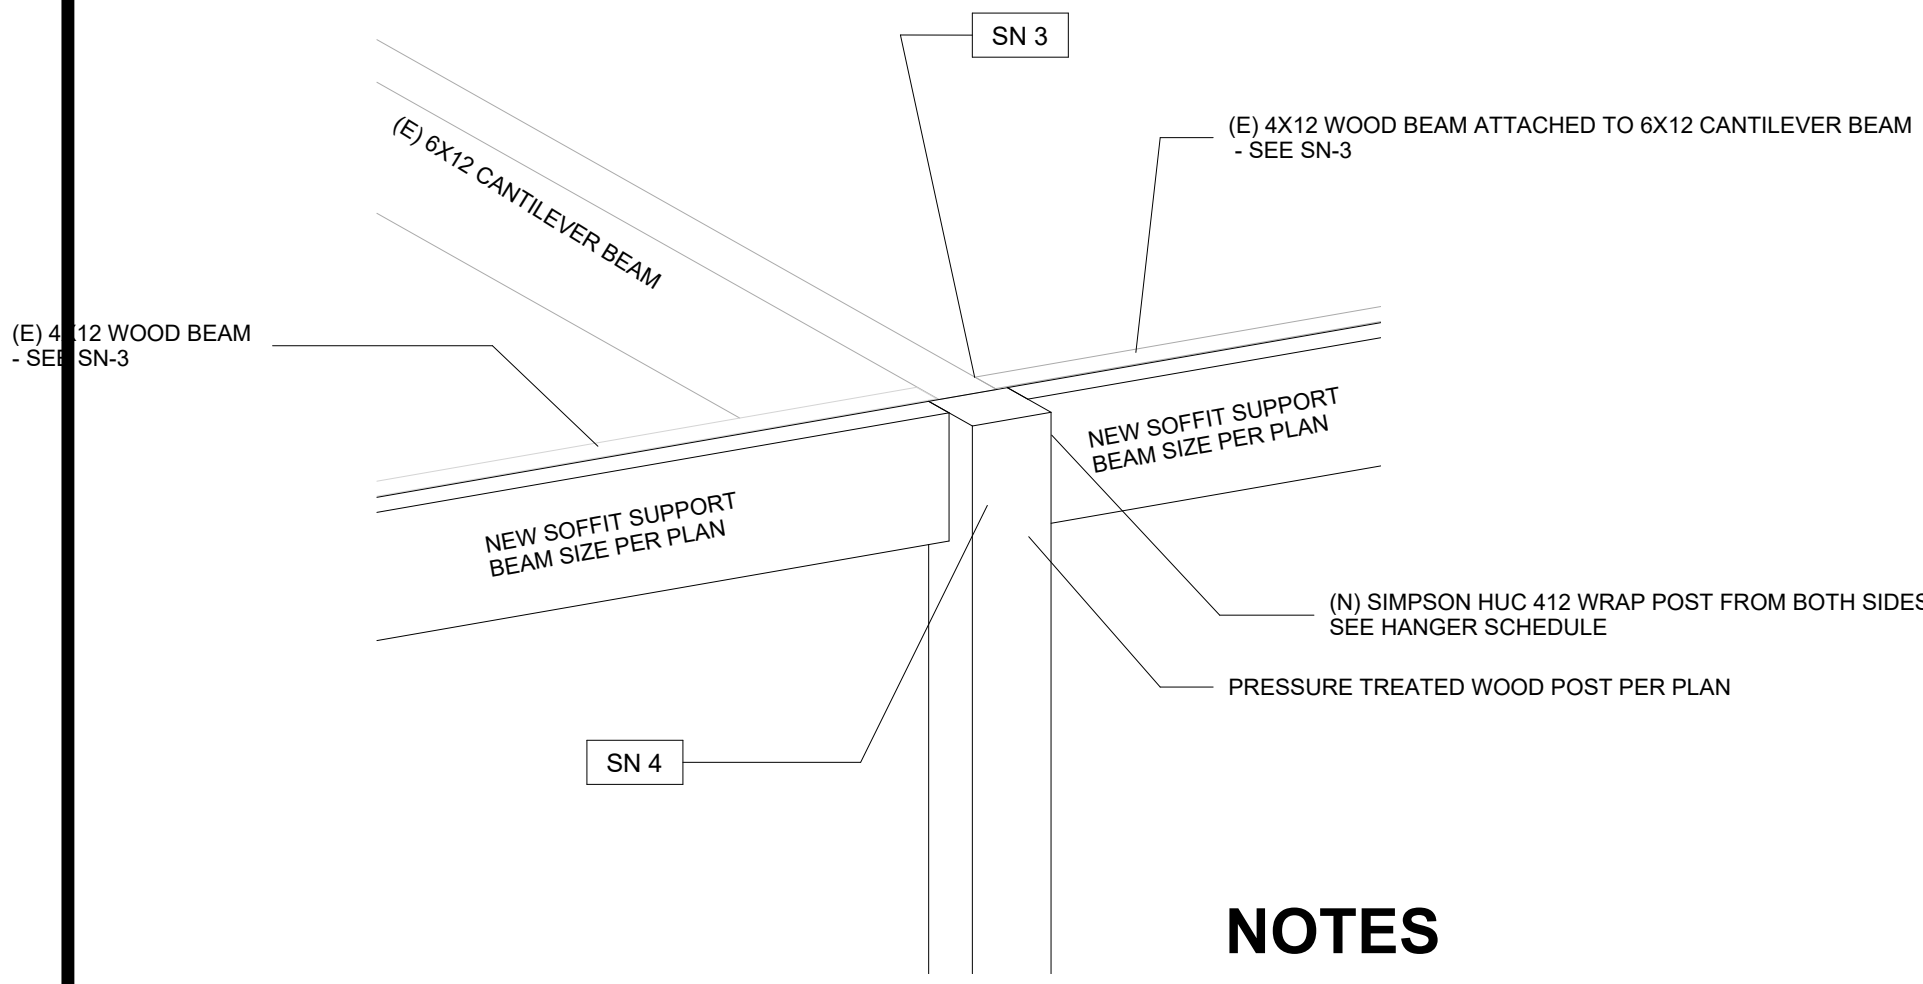 SN 3
(E) 4X12 WOOD BEAM ATTACHED TO 6X12 CANTILEVER BEAM
- SEE SN-3
(E) 6X12 CANTILEVER BEAM
(E) 4X12 WOOD BEAM
- SEE SN-3
NEW SOFFIT SUPPORT
BEAM SIZE PER PLAN
NEW SOFFIT SUPPORT
BEAM SIZE PER PLAN
(N) SIMPSON HUC 412 WRAP POST FROM BOTH SIDES
SEE HANGER SCHEDULE
PRESSURE TREATED WOOD POST PER PLAN
SN 4
NOTES